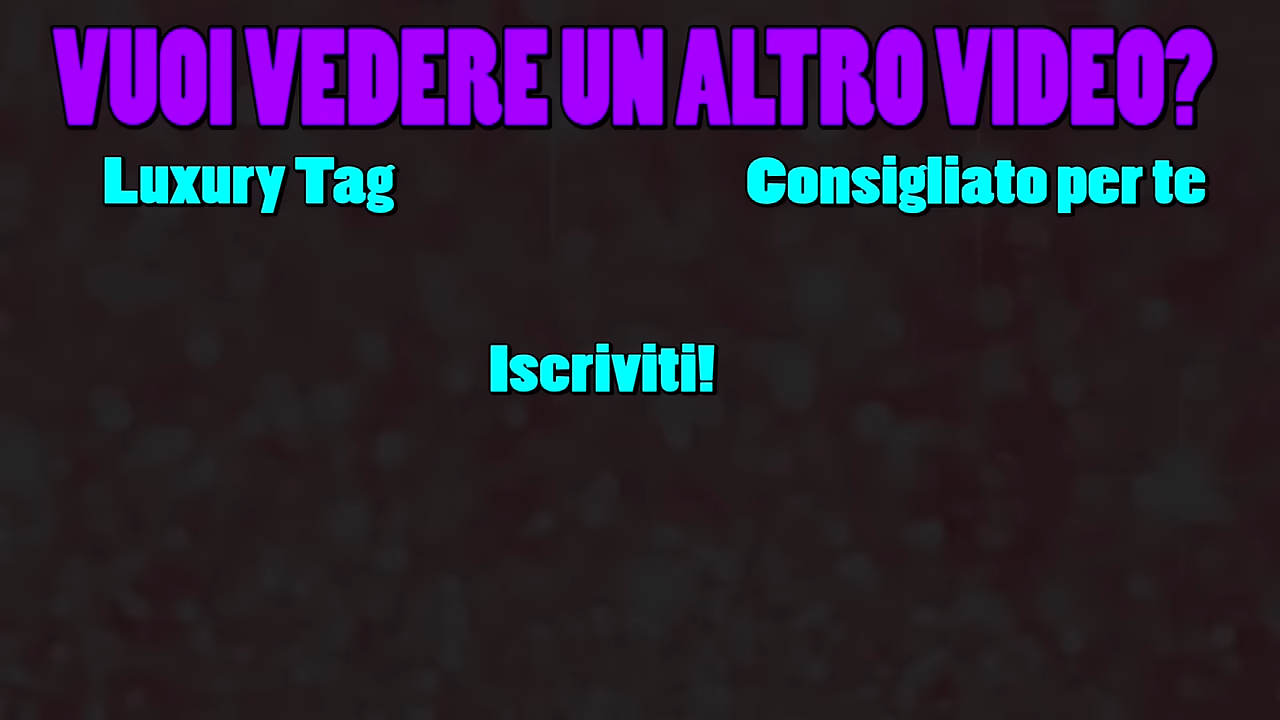 VUOI VEDERE UN ALTRO VIDEO?
Luxury Tag
Consigliato per te
Iscriviti!